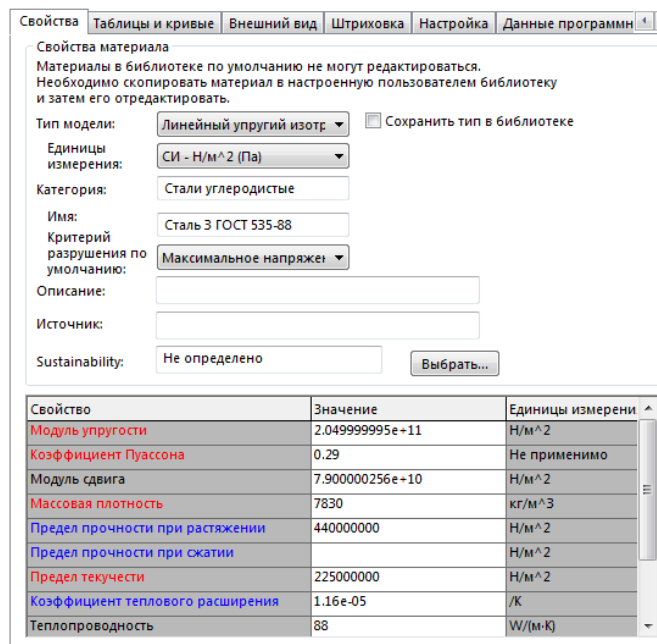 Свойства Таблицы и кривые Внешний вид Штриховка Настройка Данные программн
Свойства материала
Материалы в библиотеке по умолчанию не могут редактироваться.
Необходимо скопировать материал в настроенную пользователем библиотеку
и затем его отредактировать.
Тип модели: Линейный упругий изотр Сохранить тип в библиотеке
Единицы
измерения: СИ - Н/м^2 (Па)
Категория: Стали углеродистые
Имя: Сталь 3 ГОСТ 535-88
Критерий
разрушения по
умолчанию: Максимальное напряжен
Описание:
Источник:
Sustainability: Не определено Выбрать...
Свойство Значение Единицы измерени
Модуль упругости 2.049999995e+11 Н/м^2
Коэффициент Пуассона 0.29 Не применимо
Модуль сдвига 7.900000256e+10 Н/м^2
Массовая плотность 7830 кг/м^3
Предел прочности при растяжении 440000000 Н/м^2
Предел прочности при сжатии Н/м^2
Предел текучести 225000000 Н/м^2
Коэффициент теплового расширения 1.16e-05 /K
Теплопроводность 88 W/(м·K)